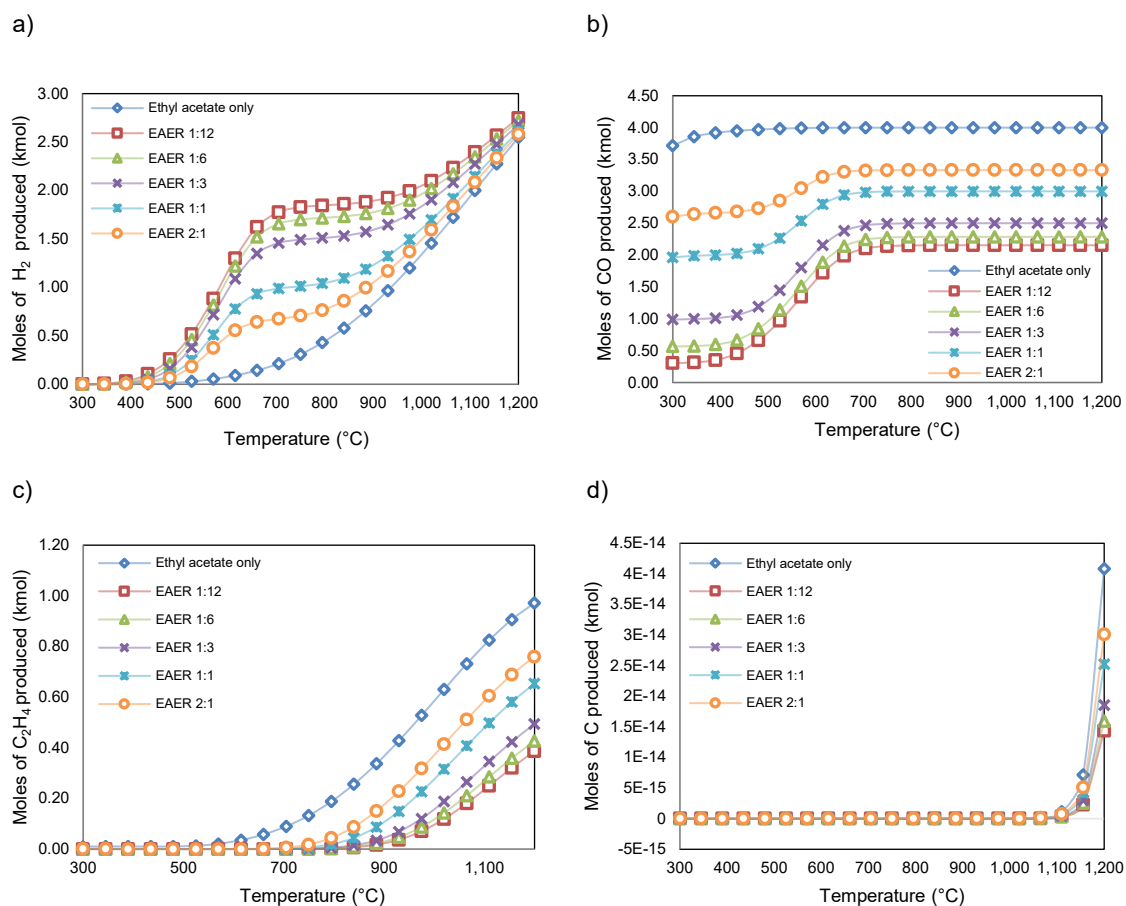 a)
Moles of H2 produced (kmol)
3.00
2.50
2.00
1.50
1.00
0.50
0.00
Ethyl acetate only
EAER 1:12
EAER 1:6
EAER 1:3
EAER 1:1
EAER 2:1
300 400 500 600 700 800 900 1,000 1,100 1,200
Temperature (°C)
b)
Moles of CO produced (kmol)
4.50
4.00
3.50
3.00
2.50
2.00
1.50
1.00
0.50
0.00
Ethyl acetate only
EAER 1:12
EAER 1:6
EAER 1:3
EAER 1:1
EAER 2:1
300 400 500 600 700 800 900 1,000 1,100 1,200
Temperature (°C)
c)
Moles of C2H4 produced (kmol)
1.20
1.00
0.80
0.60
0.40
0.20
0.00
Ethyl acetate only
EAER 1:12
EAER 1:6
EAER 1:3
EAER 1:1
EAER 2:1
300 500 700 900 1,100
Temperature (°C)
d)
Moles of C produced (kmol)
4.5E-14
4E-14
3.5E-14
3E-14
2.5E-14
2E-14
1.5E-14
1E-14
5E-15
0
-5E-15
Ethyl acetate only
EAER 1:12
EAER 1:6
EAER 1:3
EAER 1:1
EAER 2:1
300 400 500 600 700 800 900 1,000 1,100 1,200
Temperature (°C)